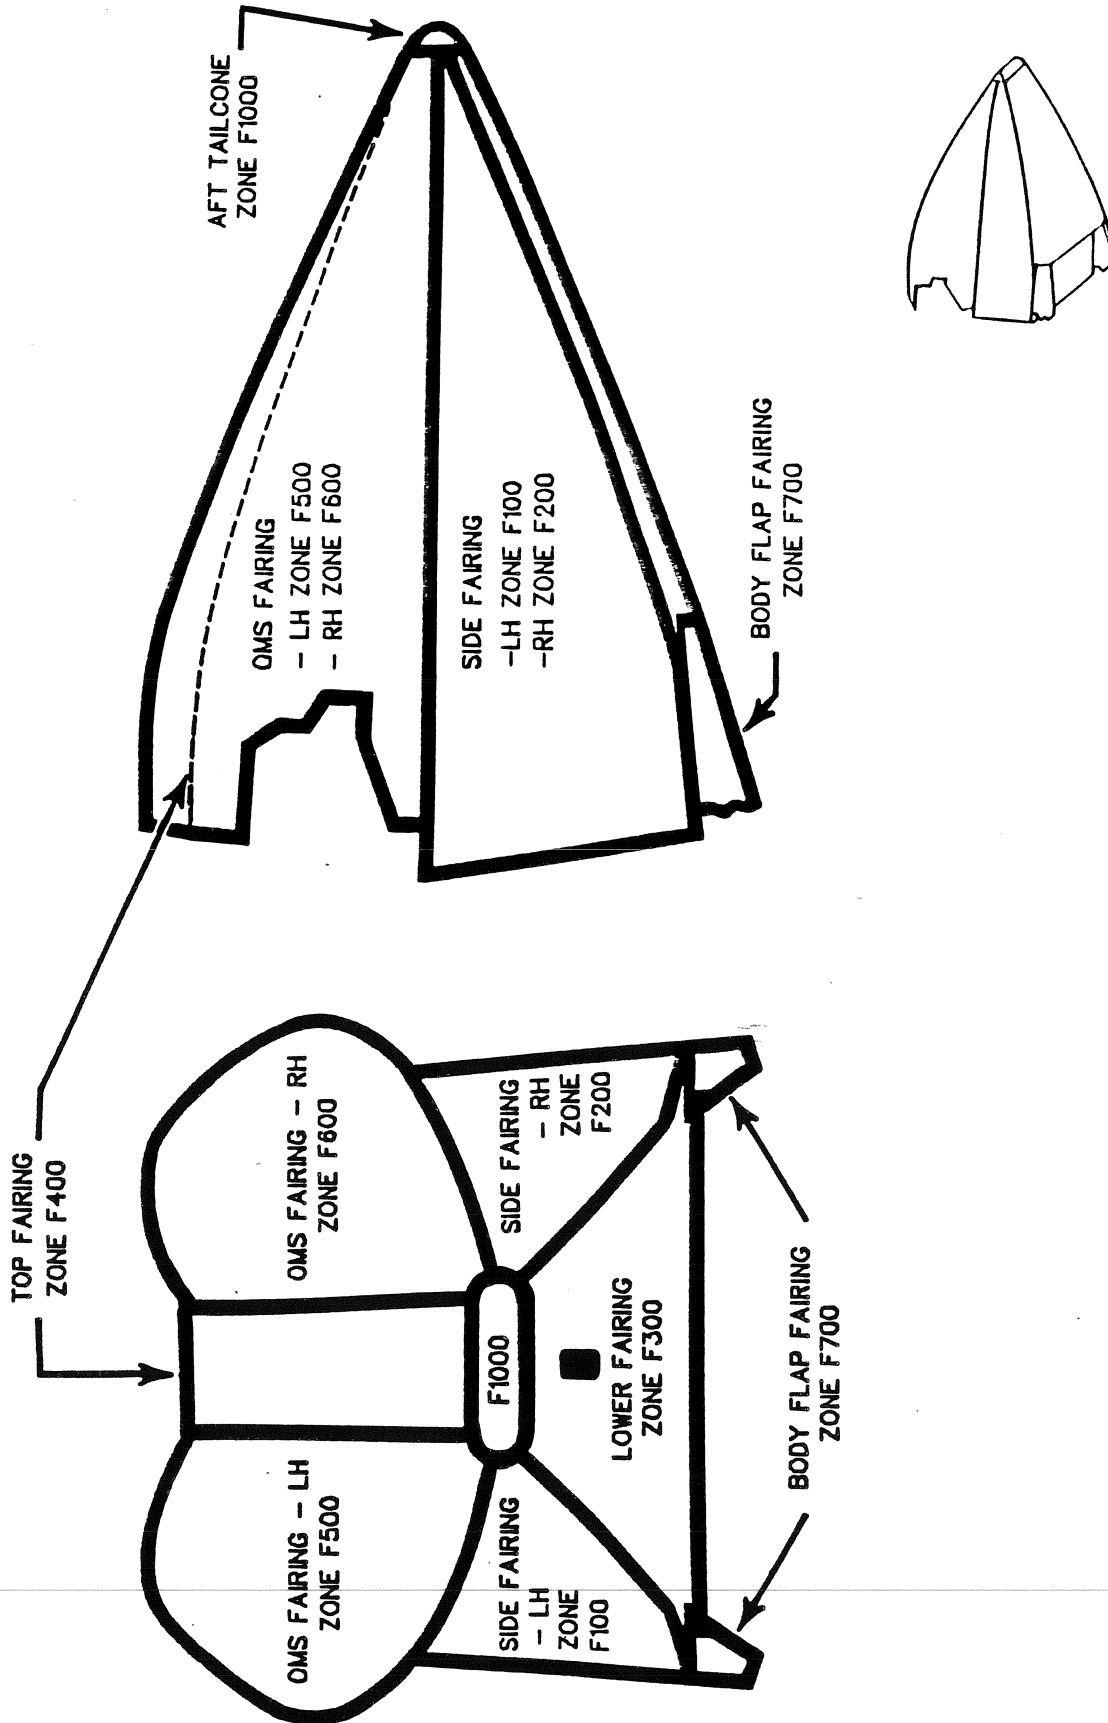 TOP FAIRING
ZONE F400
OMS FAIRING - LH
ZONE F500
OMS FAIRING - RH
ZONE F600
F1000
SIDE FAIRING
- LH
ZONE
F100
SIDE FAIRING
- RH
ZONE
F200
LOWER FAIRING
ZONE F300
BODY FLAP FAIRING
ZONE F700
AFT TAILCONE
ZONE F1000
OMS FAIRING
- LH ZONE F500
- RH ZONE F600
SIDE FAIRING
-LH ZONE F100
-RH ZONE F200
BODY FLAP FAIRING
ZONE F700